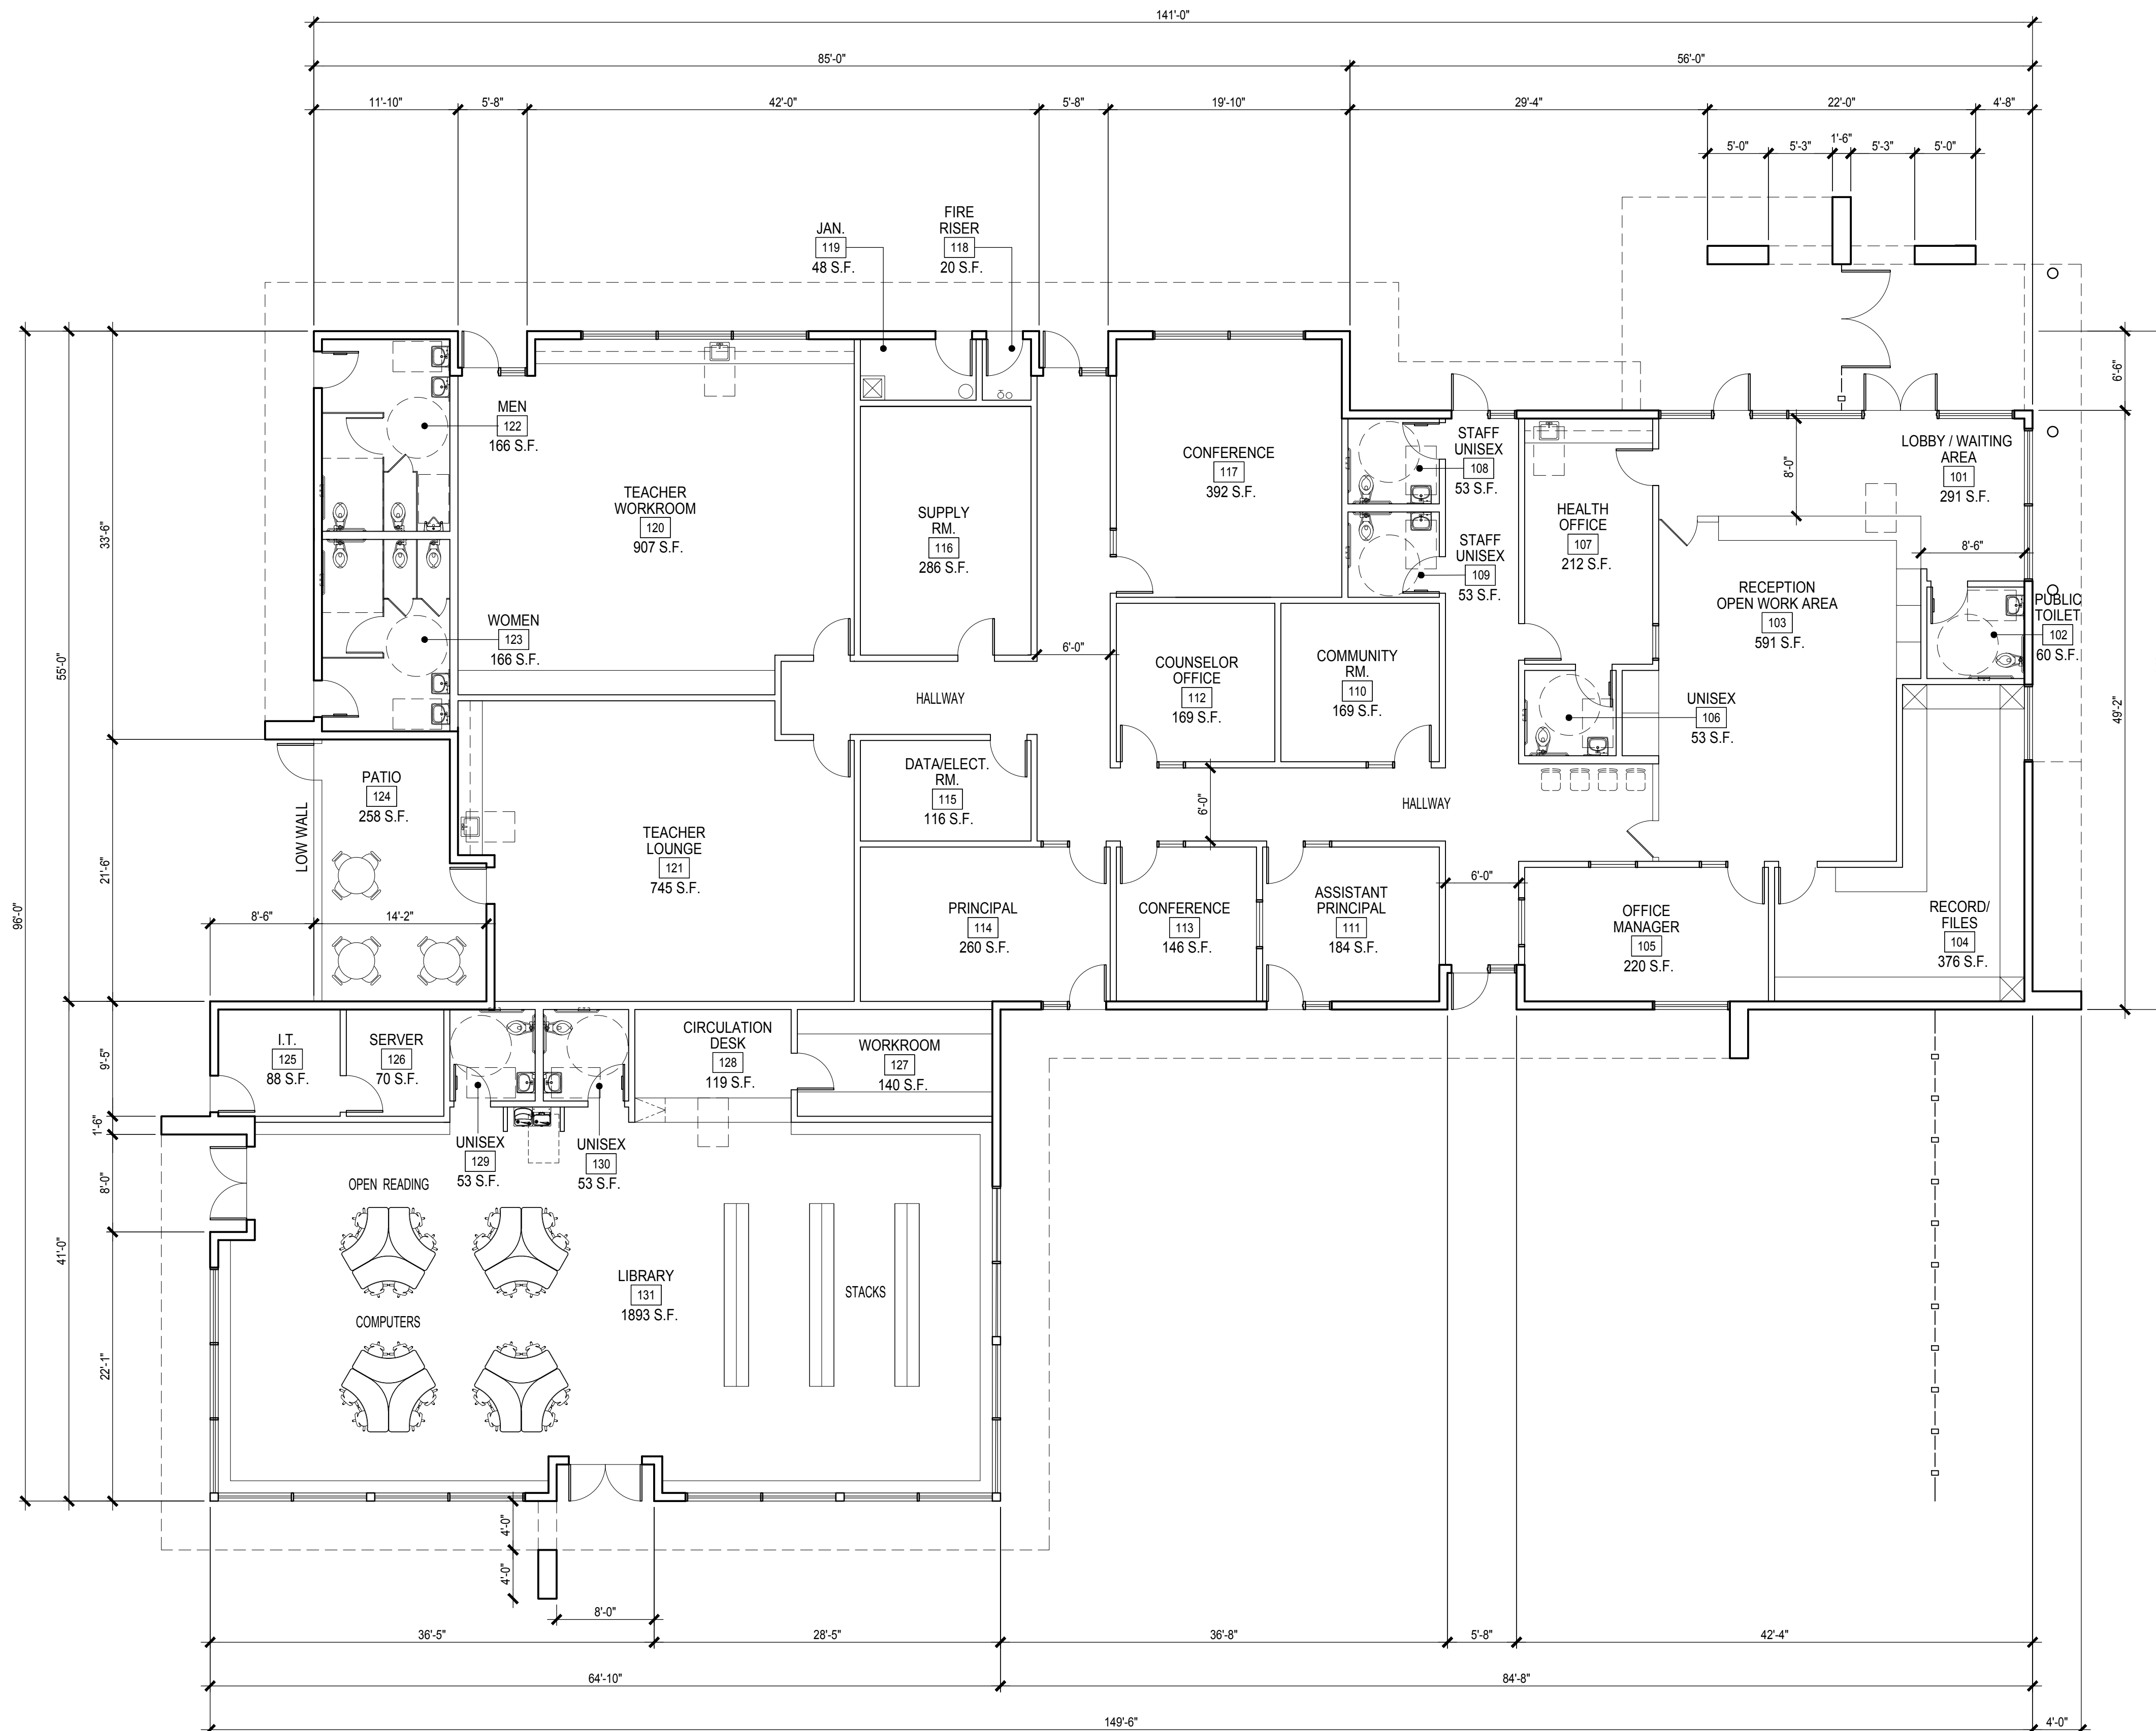 141'-0"
85'-0"
56'-0"
11'-10"
5'-8"
42'-0"
5'-8"
19'-10"
29'-4"
22'-0"
4'-8"
5'-0"
5'-3"
1'-6"
5'-3"
5'-0"
JAN.
119
48 S.F.
FIRE
RISER
118
20 S.F.
MEN
122
166 S.F.
TEACHER
WORKROOM
120
907 S.F.
SUPPLY
RM.
116
286 S.F.
CONFERENCE
117
392 S.F.
STAFF
UNISEX
108
53 S.F.
STAFF
UNISEX
109
53 S.F.
HEALTH
OFFICE
107
212 S.F.
8'-0"
LOBBY / WAITING
AREA
101
291 S.F.
8'-6"
6'-6"
RECEPTION
OPEN WORK AREA
103
591 S.F.
PUBLIC
TOILET
102
60 S.F.
WOMEN
123
166 S.F.
6'-0"
COUNSELOR
OFFICE
112
169 S.F.
COMMUNITY
RM.
110
169 S.F.
UNISEX
106
53 S.F.
HALLWAY
49'-2"
33'-6"
55'-0"
96'-0"
PATIO
124
258 S.F.
LOW WALL
DATA/ELECT.
RM.
115
116 S.F.
6'-0"
HALLWAY
TEACHER
LOUNGE
121
745 S.F.
21'-6"
8'-6"
14'-2"
PRINCIPAL
114
260 S.F.
CONFERENCE
113
146 S.F.
ASSISTANT
PRINCIPAL
111
184 S.F.
6'-0"
OFFICE
MANAGER
105
220 S.F.
RECORD/
FILES
104
376 S.F.
I.T.
125
88 S.F.
SERVER
126
70 S.F.
CIRCULATION
DESK
128
119 S.F.
WORKROOM
127
140 S.F.
9'-5"
1'-6"
8'-0"
UNISEX
129
53 S.F.
UNISEX
130
53 S.F.
OPEN READING
41'-0"
LIBRARY
131
1893 S.F.
STACKS
COMPUTERS
22'-1"
4'-0"
4'-0"
8'-0"
36'-5"
28'-5"
36'-8"
5'-8"
42'-4"
64'-10"
84'-8"
149'-6"
4'-0"